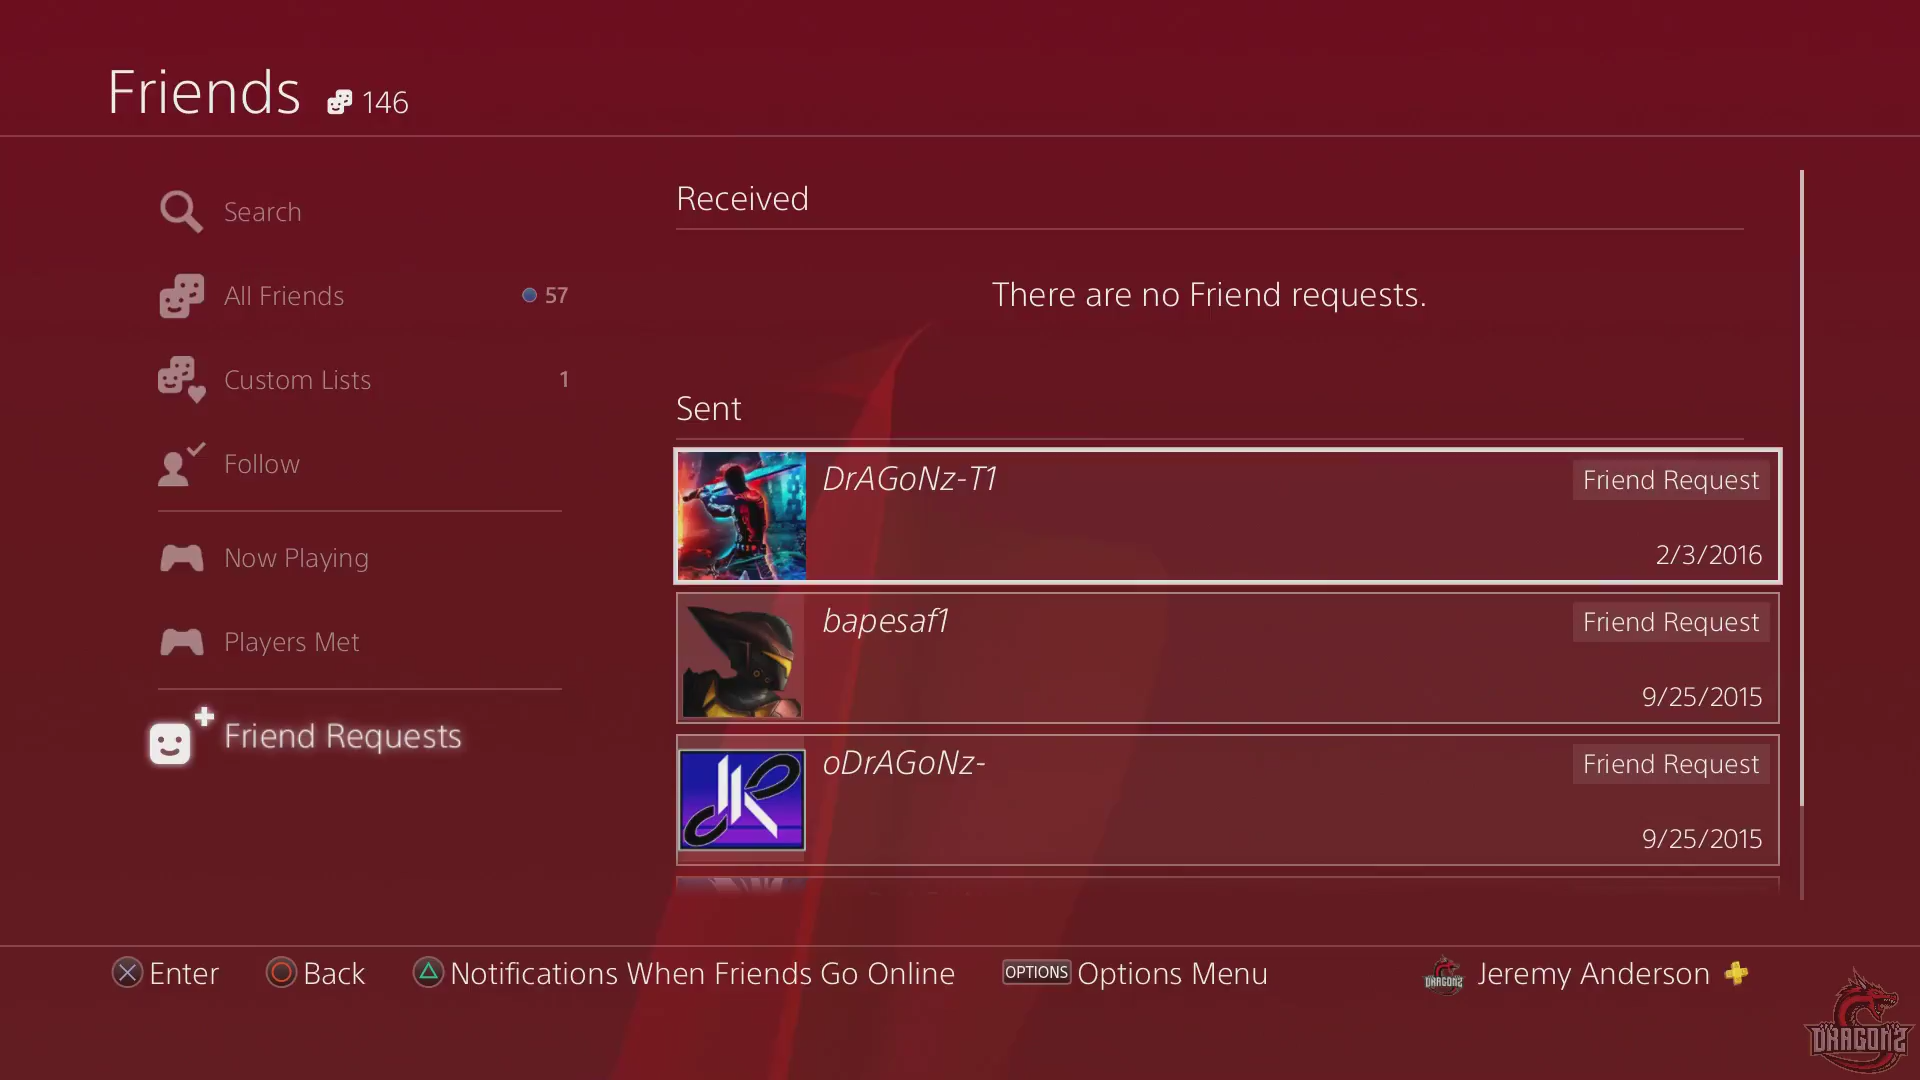 Friends 146
Search
All Friends 57
Custom Lists 1
Follow
Now Playing
Players Met
Friend Requests
Received
There are no Friend requests.
Sent
DrAGoNz-T1 Friend Request
2/3/2016
bapesaf1 Friend Request
9/25/2015
oDrAGoNz- Friend Request
9/25/2015
Enter Back Notifications When Friends Go Online OPTIONS Options Menu DRAGONZ Jeremy Anderson
DRAGONZ